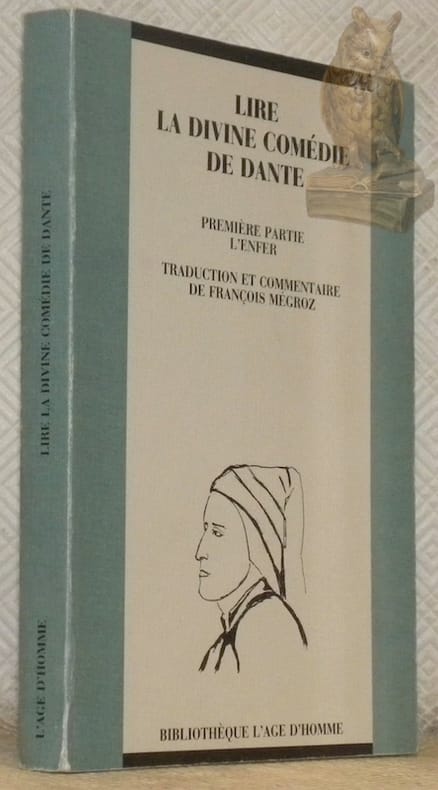 LIRE
LA DIVINE COMÉDIE
DE DANTE
PREMIÈRE PARTIE
L'ENFER
TRADUCTION ET COMMENTAIRE
DE FRANÇOIS MÉGROZ
BIBLIOTHÈQUE L'AGE D'HOMME
LIRE LA DIVINE COMÉDIE DE DANTE
L'AGE D'HOMME